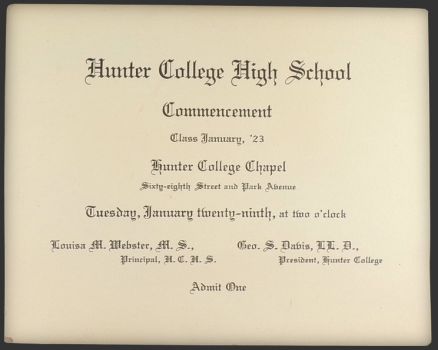 Hunter College High School
Commencement
Class January, '23
Hunter College Chapel
Sixty-eighth Street and Park Avenue
Tuesday, January twenty-ninth, at two o'clock
Louisa M. Webster, M. S., Geo. S. Davis, LL. D.,
Principal, H. C. H. S. President, Hunter College
Admit One